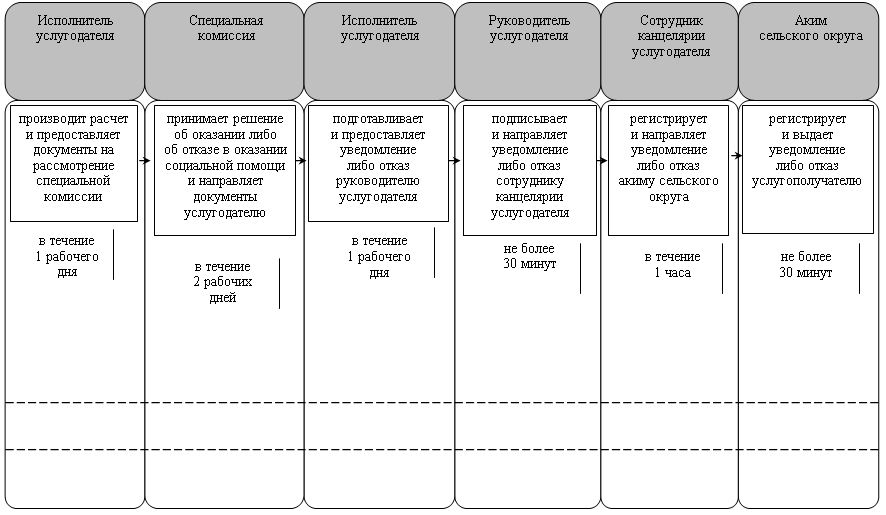 Исполнитель
услугодателя
Специальная
комиссия
Исполнитель
услугодателя
Руководитель
услугодателя
Сотрудник
канцелярии
услугодателя
Аким
сельского округа
производит расчет
и предоставляет
документы на
рассмотрение
специальной
комиссии
принимает решение
об оказании либо
об отказе в оказании
социальной помощи
и направляет
документы
услугодателю
подготавливает
и предоставляет
уведомление
либо отказ
руководителю
услугодателя
подписывает
и направляет
уведомление
либо отказ
сотруднику
канцелярии
услугодателя
регистрирует
и направляет
уведомление
либо отказ
акиму сельского
округа
регистрирует
и выдает
уведомление
либо отказ
услугополучателю
в течение
1 рабочего
дня
в течение
2 рабочих
дней
в течение
1 рабочего
дня
не более
30 минут
в течение
1 часа
не более
30 минут